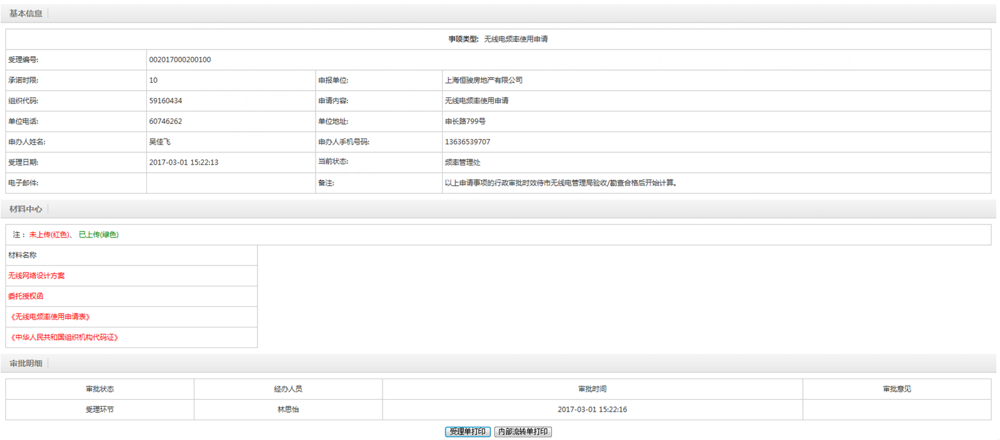 基本信息
事项类型: 无线电频率使用申请
受理编号: 002017000200100
承诺时限: 10 申报单位: 上海恒骏房地产有限公司
组织代码: 59160434 申请内容: 无线电频率使用申请
单位电话: 60746262 单位地址: 申长路799号
申办人姓名: 吴佳飞 申办人手机号码: 13636539707
受理日期: 2017-03-01 15:22:13 当前状态: 频率管理处
电子邮件: 备注: 以上申请事项的行政审批时效待市无线电管理局验收/勘查合格后开始计算。
材料中心
注： 未上传(红色)、 已上传(绿色)
材料名称
无线网络设计方案
委托授权函
《无线电频率使用申请表》
《中华人民共和国组织机构代码证》
审批明细
审批状态 经办人员 审批时间 审批意见
受理环节 林思怡 2017-03-01 15:22:16
受理单打印 内部流转单打印